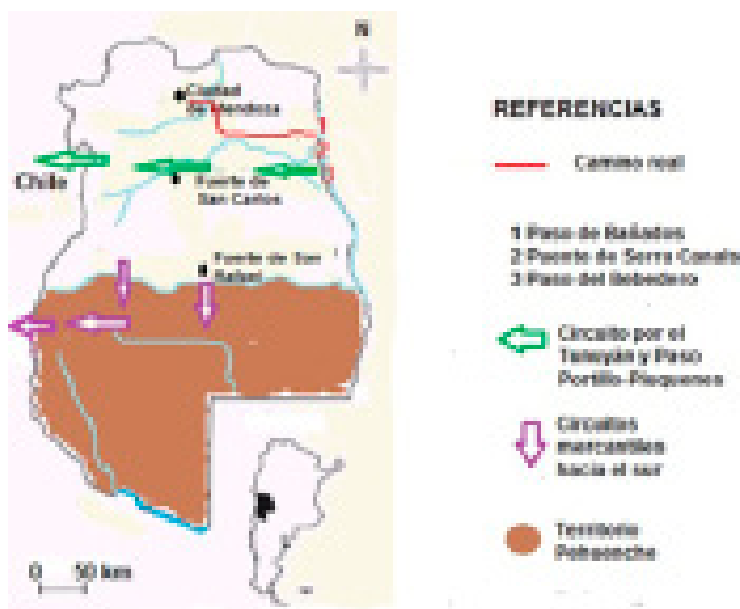 N
Ciudad
de Mendoza
Chile
Fuerte de
San Carlos
Fuerte de San
Rafael
0 50 km
REFERENCIAS
Camino real
1 Paso de Bañados
2 Puente de Serra Canals
3 Paso del Bebedero
Circuito por el
Tunuyán y Paso
Portillo-Piuquenes
Circuitos
mercantiles
hacia el sur
Territorio
Pehuenche